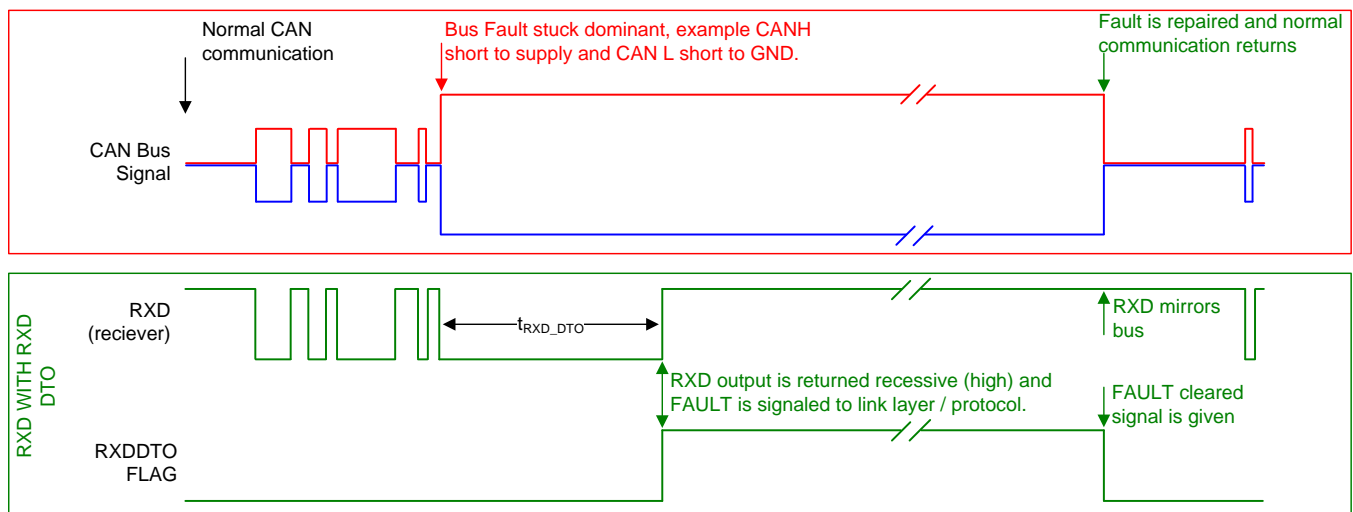 Normal CAN
communication
Bus Fault stuck dominant, example CANH
short to supply and CAN L short to GND.
Fault is repaired and normal
communication returns
CAN Bus
Signal
RXD WITH RXD
DTO
RXD
(reciever)
tRXD_DTO
RXD mirrors
bus
RXD output is returned recessive (high) and
FAULT is signaled to link layer / protocol.
FAULT cleared
signal is given
RXDDTO
FLAG